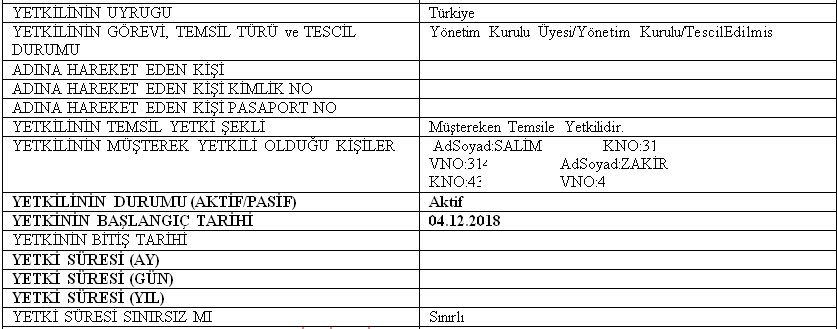 YETKİLİNİN UYRUGU Türkiye
YETKİLİNİN GÖREVİ, TEMSİL TÜRÜ ve TESCİL DURUMU Yönetim Kurulu Üyesi/Yönetim Kurulu/TescilEdilmis
ADINA HAREKET EDEN KİŞİ
ADINA HAREKET EDEN KİŞİ KİMLİK NO
ADINA HAREKET EDEN KİŞİ PASAPORT NO
YETKİLİNİN TEMSİL YETKİ ŞEKLİ Müştereken Temsile Yetkilidir.
YETKİLİNİN MÜŞTEREK YETKİLİ OLDUĞU KİŞİLER AdSoyad:SALİM KNO:31
VNO:314 AdSoyad:ZAKİR
KNO:43 VNO:4
YETKİLİNİN DURUMU (AKTİF/PASİF) Aktif
YETKİNİN BAŞLANGIÇ TARİHİ 04.12.2018
YETKİNİN BİTİŞ TARİHİ
YETKİ SÜRESİ (AY)
YETKİ SÜRESİ (GÜN)
YETKİ SÜRESİ (YIL)
YETKİ SÜRESİ SINIRSIZ MI Sınırlı